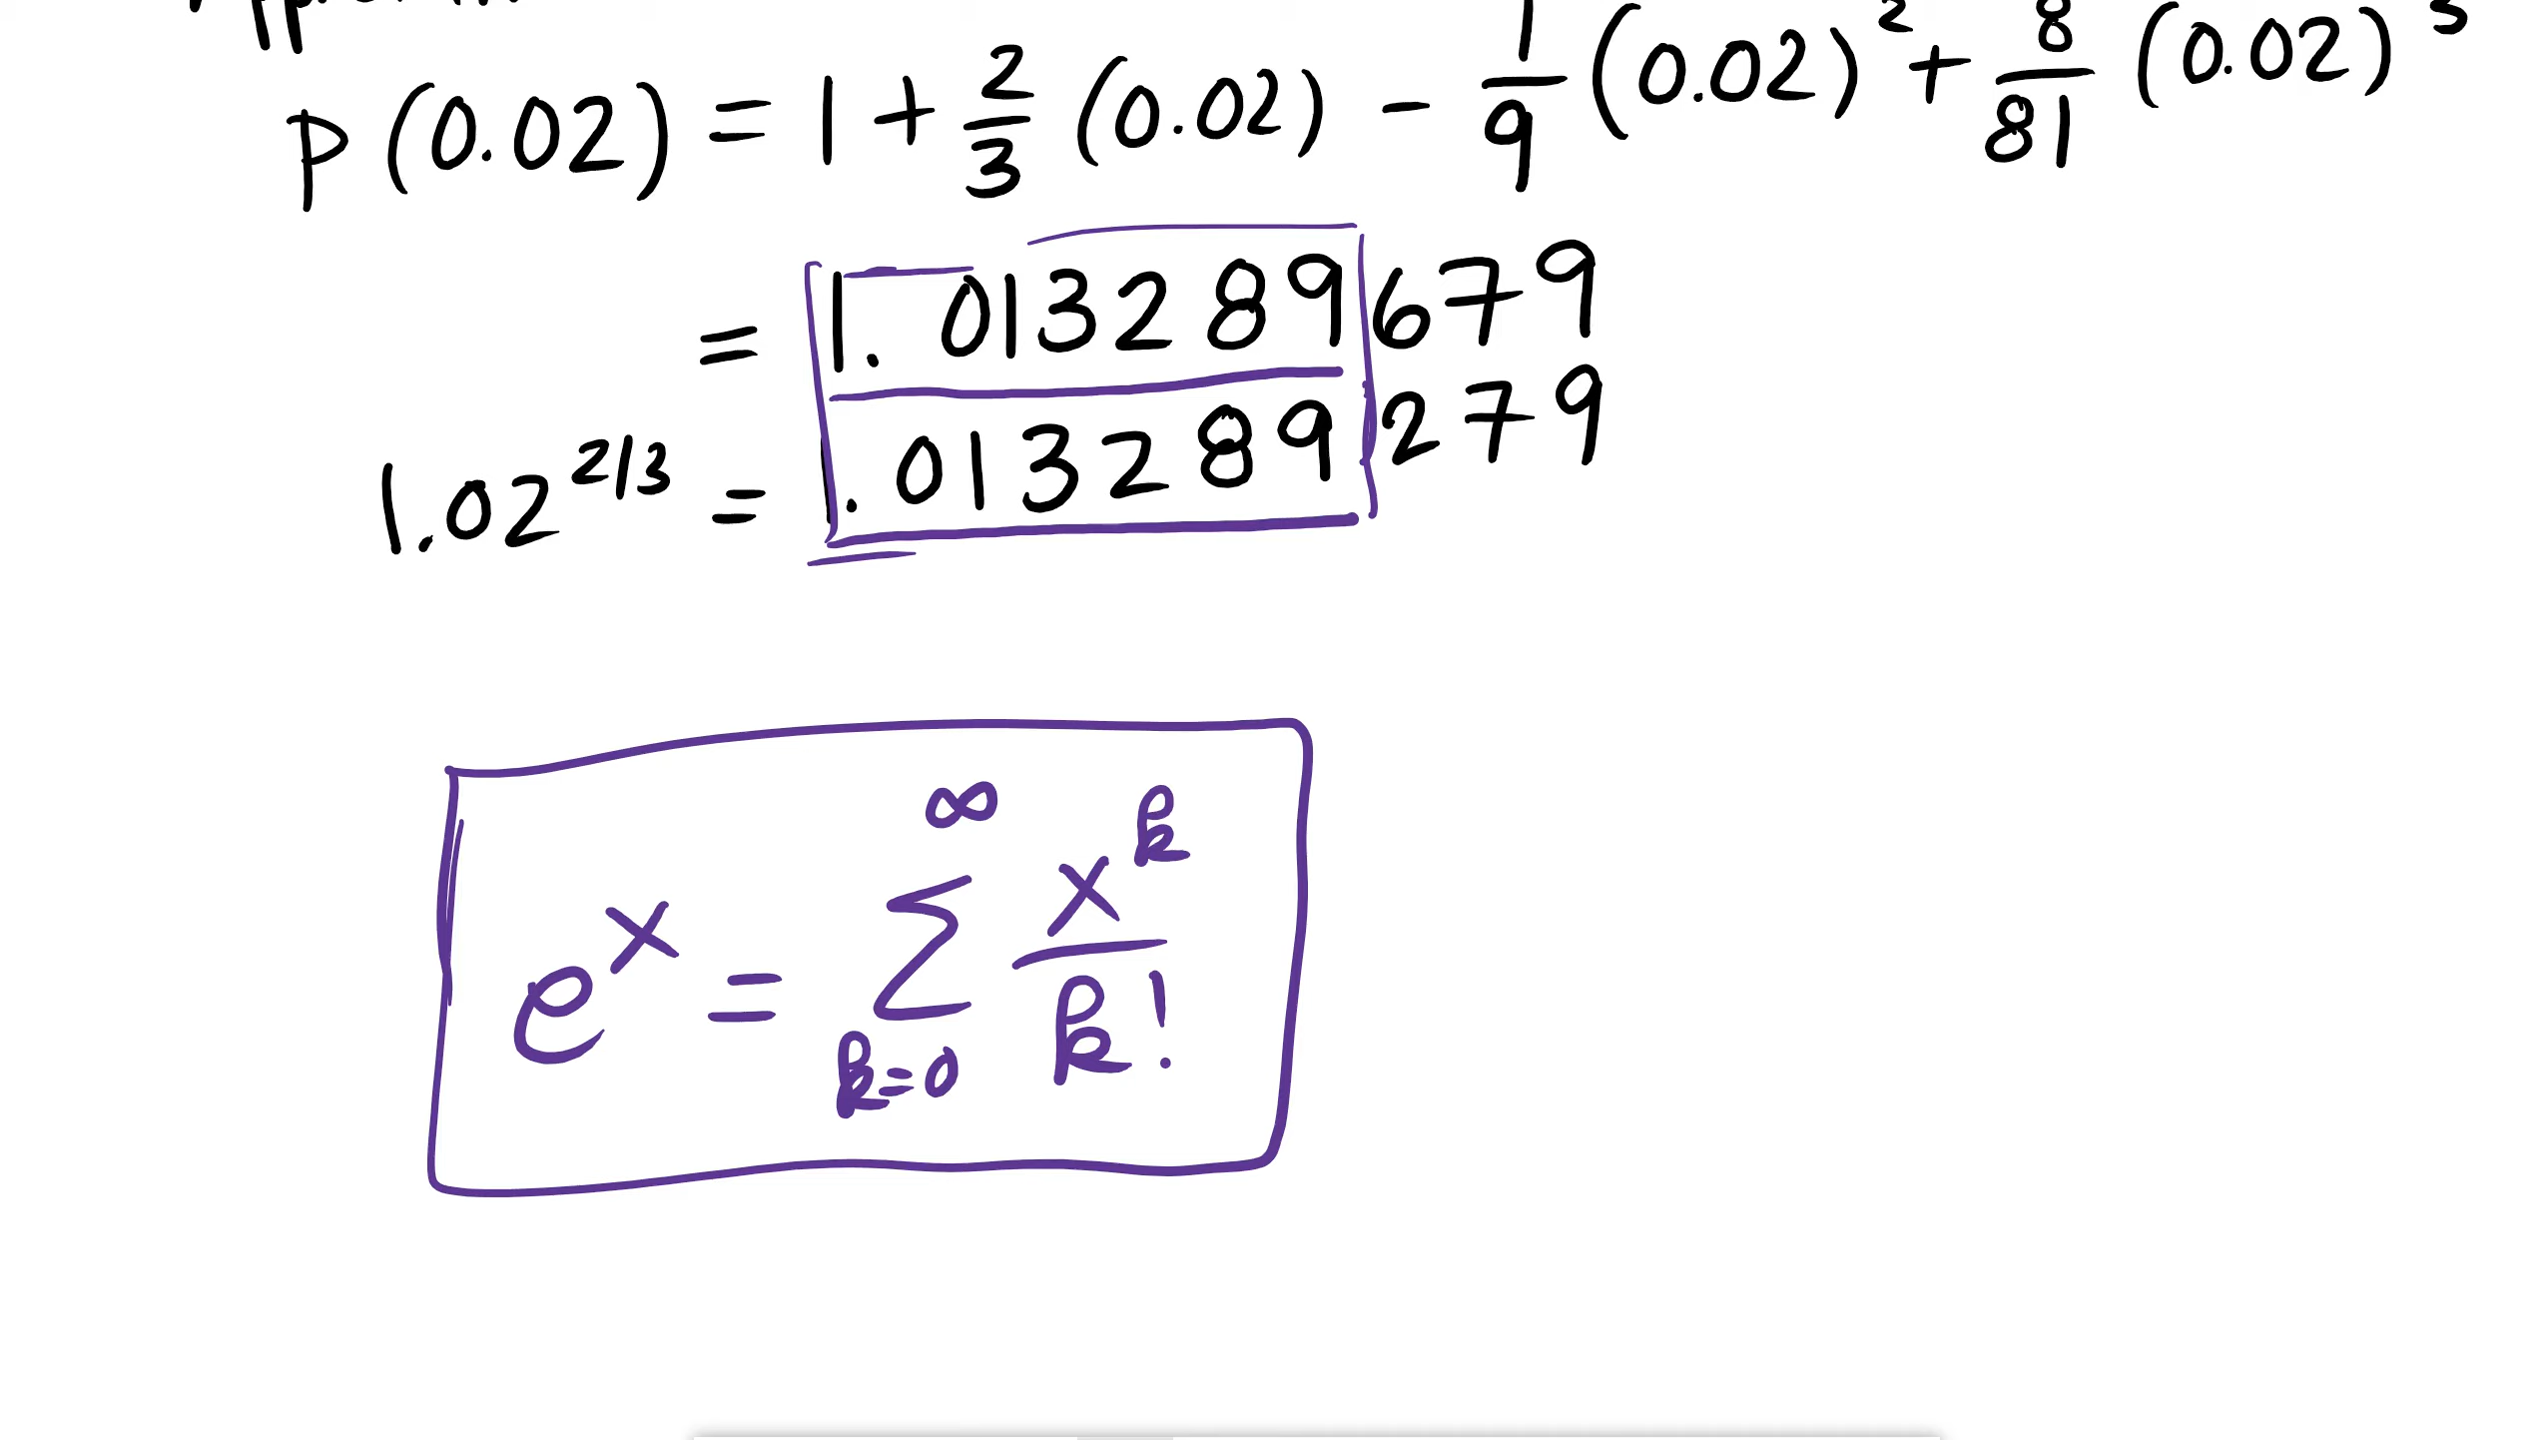 p(0.02) = 1 + 2/3 (0.02) - 1/9 (0.02)² + 8/81 (0.02)³
= 1.013289679
1.02^2/3 = 1.013289279
e^x = ∑_{k=0}^{∞} x^k / k!